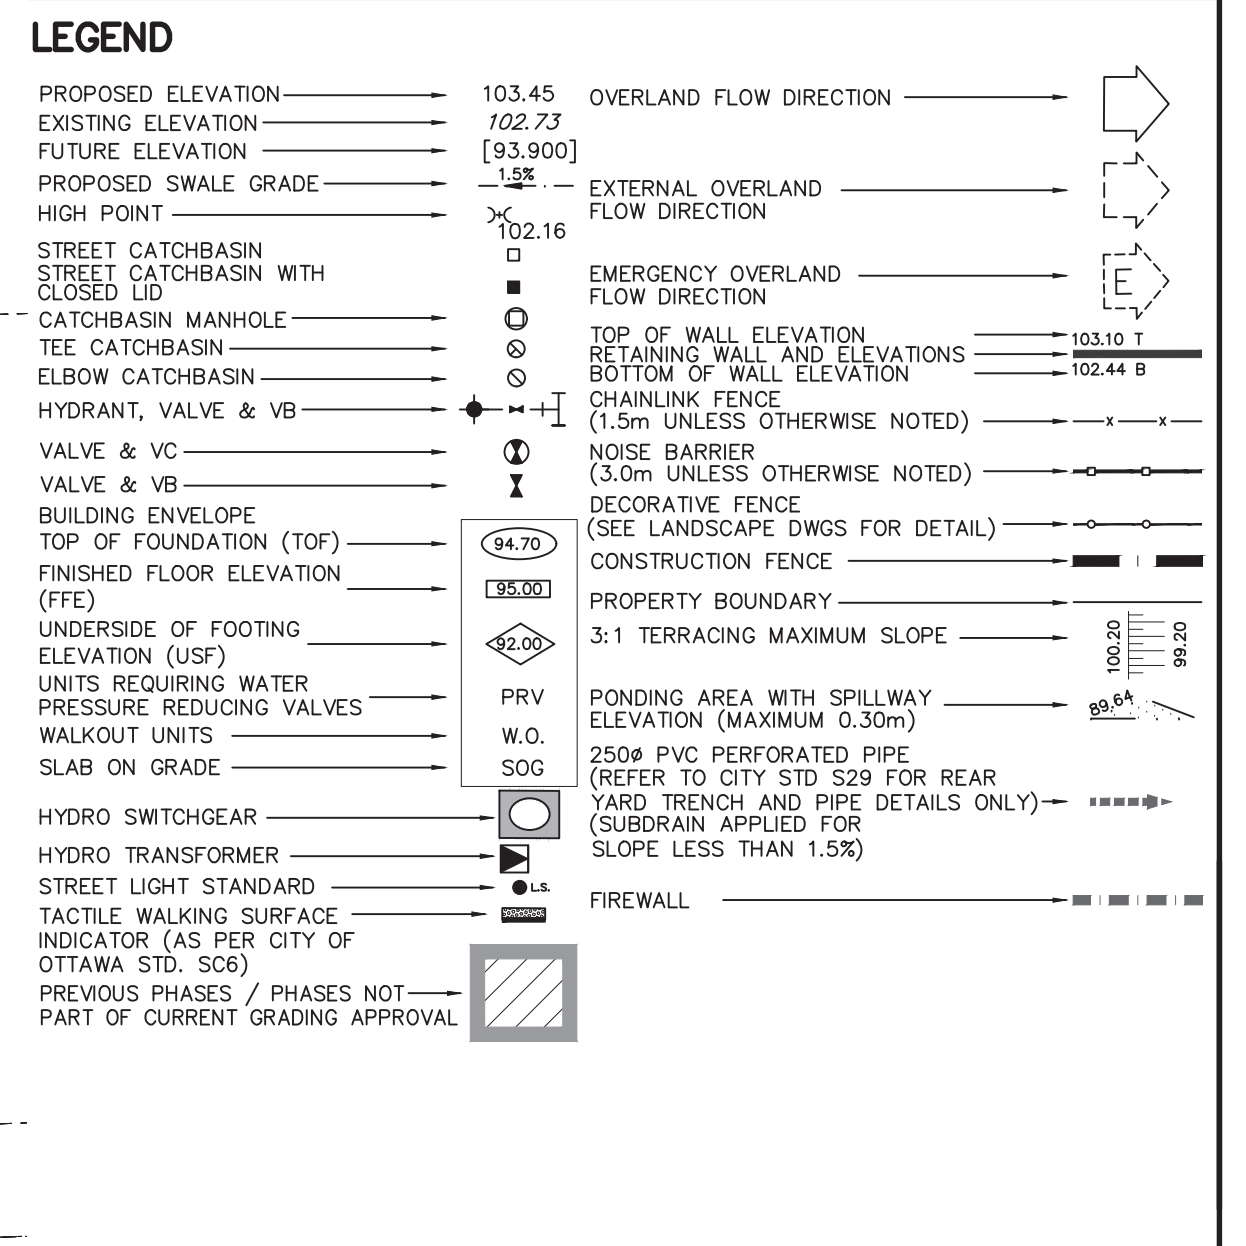 LEGEND
PROPOSED ELEVATION
103.45
EXISTING ELEVATION
102.73
FUTURE ELEVATION
[93.900]
PROPOSED SWALE GRADE
1.5%
HIGH POINT
102.16
STREET CATCHBASIN
STREET CATCHBASIN WITH
CLOSED LID
CATCHBASIN MANHOLE
TEE CATCHBASIN
ELBOW CATCHBASIN
HYDRANT, VALVE & VB
VALVE & VC
VALVE & VB
BUILDING ENVELOPE
TOP OF FOUNDATION (TOF)
94.70
FINISHED FLOOR ELEVATION
(FFE)
95.00
UNDERSIDE OF FOOTING
ELEVATION (USF)
92.00
UNITS REQUIRING WATER
PRESSURE REDUCING VALVES
PRV
WALKOUT UNITS
W.O.
SLAB ON GRADE
SOG
HYDRO SWITCHGEAR
HYDRO TRANSFORMER
STREET LIGHT STANDARD
L.S.
TACTILE WALKING SURFACE
INDICATOR (AS PER CITY OF
OTTAWA STD. SC6)
PREVIOUS PHASES / PHASES NOT
PART OF CURRENT GRADING APPROVAL
OVERLAND FLOW DIRECTION
EXTERNAL OVERLAND
FLOW DIRECTION
EMERGENCY OVERLAND
FLOW DIRECTION
E
TOP OF WALL ELEVATION
103.10 T
RETAINING WALL AND ELEVATIONS
BOTTOM OF WALL ELEVATION
102.44 B
CHAINLINK FENCE
(1.5m UNLESS OTHERWISE NOTED)
x x
NOISE BARRIER
(3.0m UNLESS OTHERWISE NOTED)
DECORATIVE FENCE
(SEE LANDSCAPE DWGS FOR DETAIL)
CONSTRUCTION FENCE
PROPERTY BOUNDARY
3:1 TERRACING MAXIMUM SLOPE
100.20
99.20
PONDING AREA WITH SPILLWAY
ELEVATION (MAXIMUM 0.30m)
89.64
250ø PVC PERFORATED PIPE
(REFER TO CITY STD S29 FOR REAR
YARD TRENCH AND PIPE DETAILS ONLY)
(SUBDRAIN APPLIED FOR
SLOPE LESS THAN 1.5%)
FIREWALL